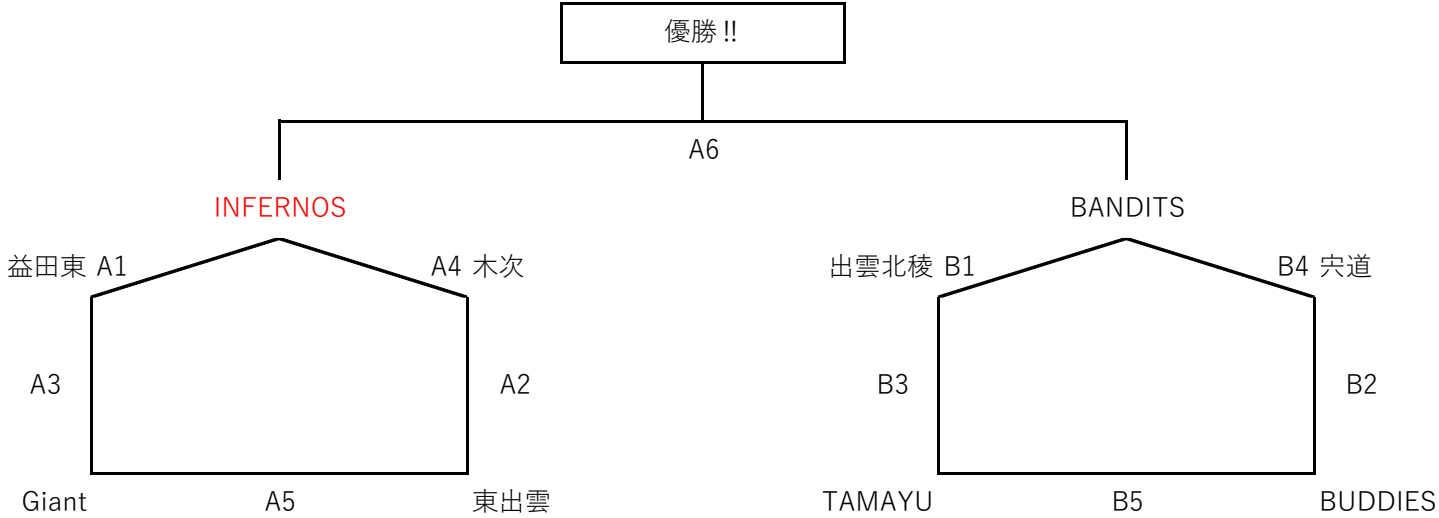 優勝!!
A6
INFERNOS
BANDITS
益田東 A1
A4 木次
出雲北稜 B1
B4 宍道
A3
A2
B3
B2
Giant
A5
東出雲
TAMAYU
B5
BUDDIES